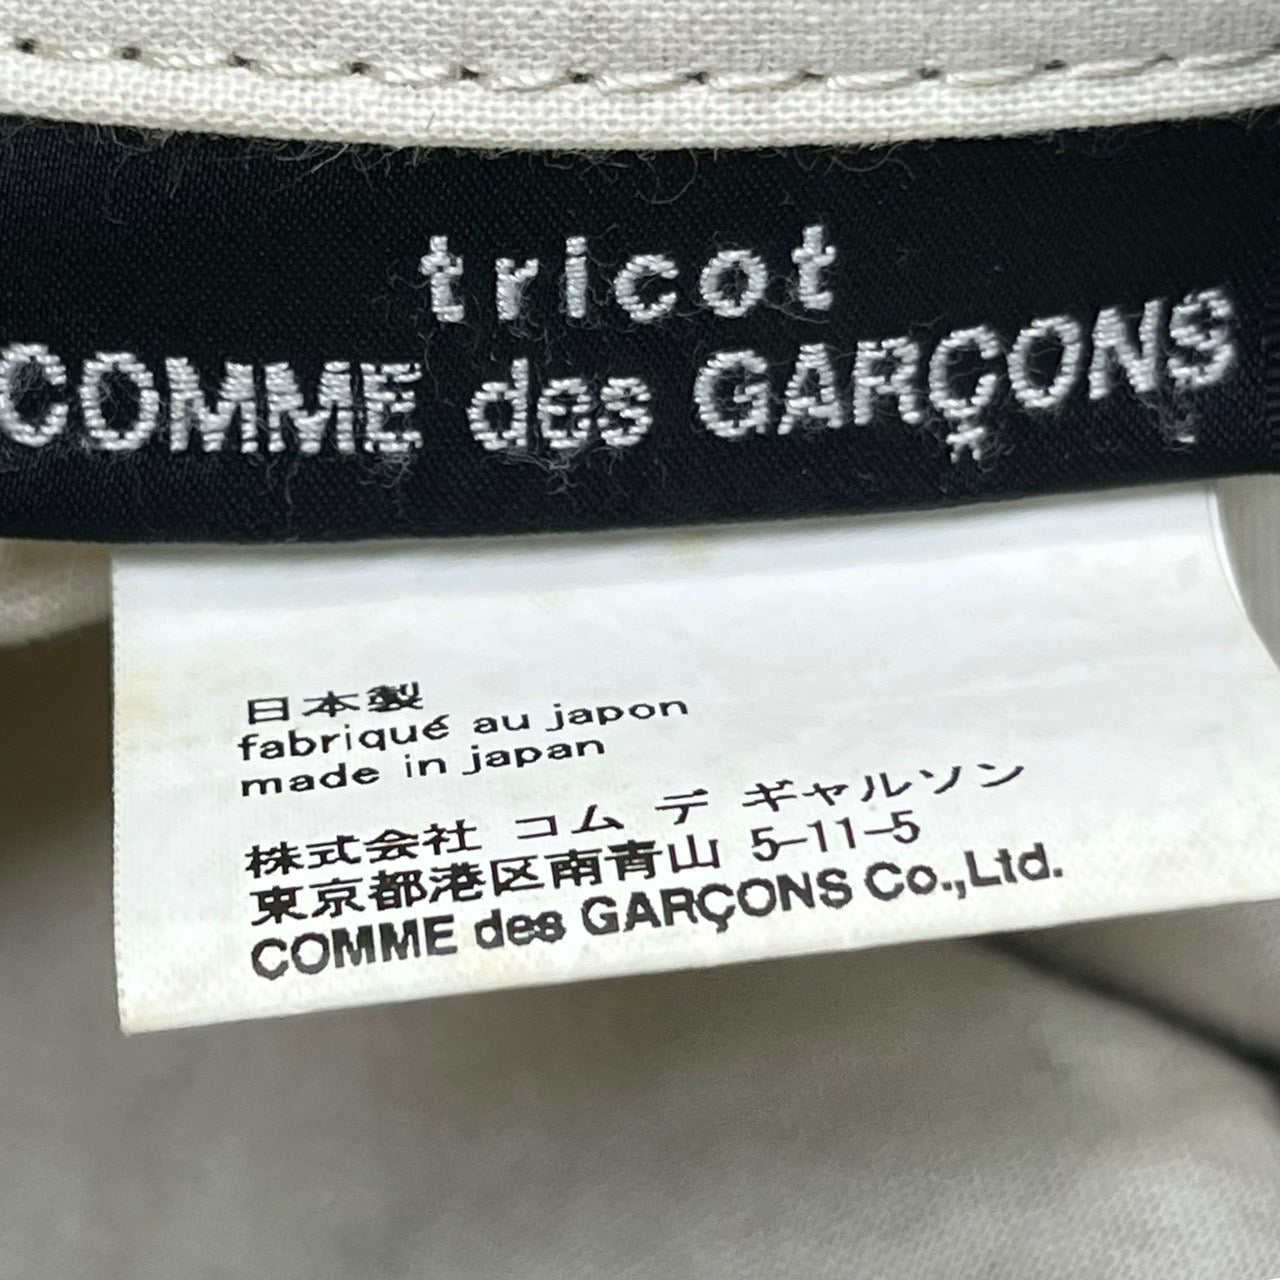 tricot
COMME des GARÇONS
日本製
fabriqué au japon
made in japan
株式会社 コム デ ギャルソン
東京都港区南青山 5-11-5
COMME des GARÇONS Co.,Ltd.